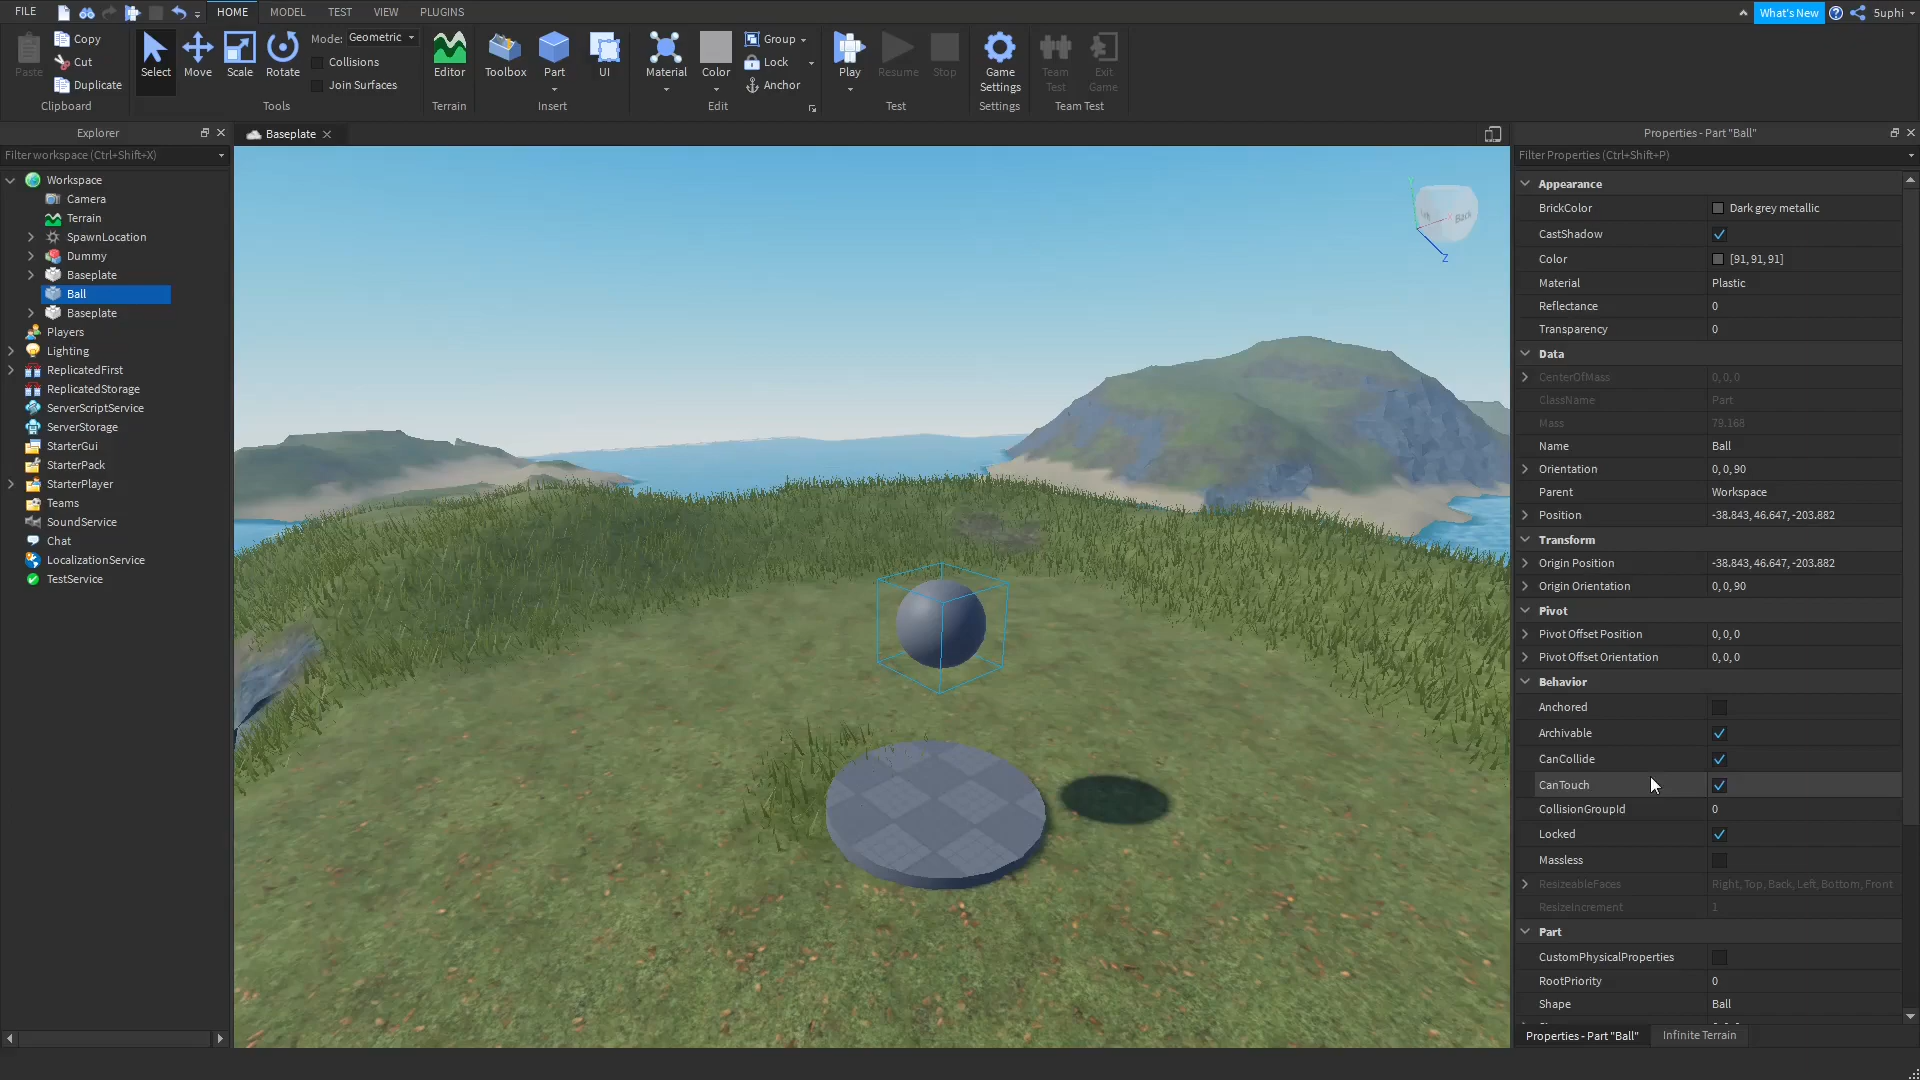 FILE HOME MODEL TEST VIEW PLUGINS What's New 5uphi
Paste Copy Cut Duplicate Clipboard
Select Move Scale Rotate Mode: Geometric Collisions Join Surfaces Tools
Editor Terrain
Toolbox Part UI Insert
Material Color Group Lock Anchor Edit
Play Resume Stop Test
Game Settings Settings
Team Test Exit Game Team Test
Explorer
Filter workspace (Ctrl+Shift+X)
Workspace
Camera
Terrain
SpawnLocation
Dummy
Baseplate
Ball
Baseplate
Players
Lighting
ReplicatedFirst
ReplicatedStorage
ServerScriptService
ServerStorage
StarterGui
StarterPack
StarterPlayer
Teams
SoundService
Chat
LocalizationService
TestService
Baseplate
Y
Back
X
Z
Properties - Part "Ball"
Filter Properties (Ctrl+Shift+P)
Appearance
BrickColor Dark grey metallic
CastShadow
Color [91, 91, 91]
Material Plastic
Reflectance 0
Transparency 0
Data
CenterOfMass 0, 0, 0
ClassName Part
Mass 79.168
Name Ball
Orientation 0, 0, 90
Parent Workspace
Position -38.843, 46.647, -203.882
Transform
Origin Position -38.843, 46.647, -203.882
Origin Orientation 0, 0, 90
Pivot
Pivot Offset Position 0, 0, 0
Pivot Offset Orientation 0, 0, 0
Behavior
Anchored
Archivable
CanCollide
CanTouch
CollisionGroupId 0
Locked
Massless
ResizeableFaces Right, Top, Back, Left, Bottom, Front
ResizeIncrement 1
Part
CustomPhysicalProperties
RootPriority 0
Shape Ball
Properties - Part "Ball" Infinite Terrain